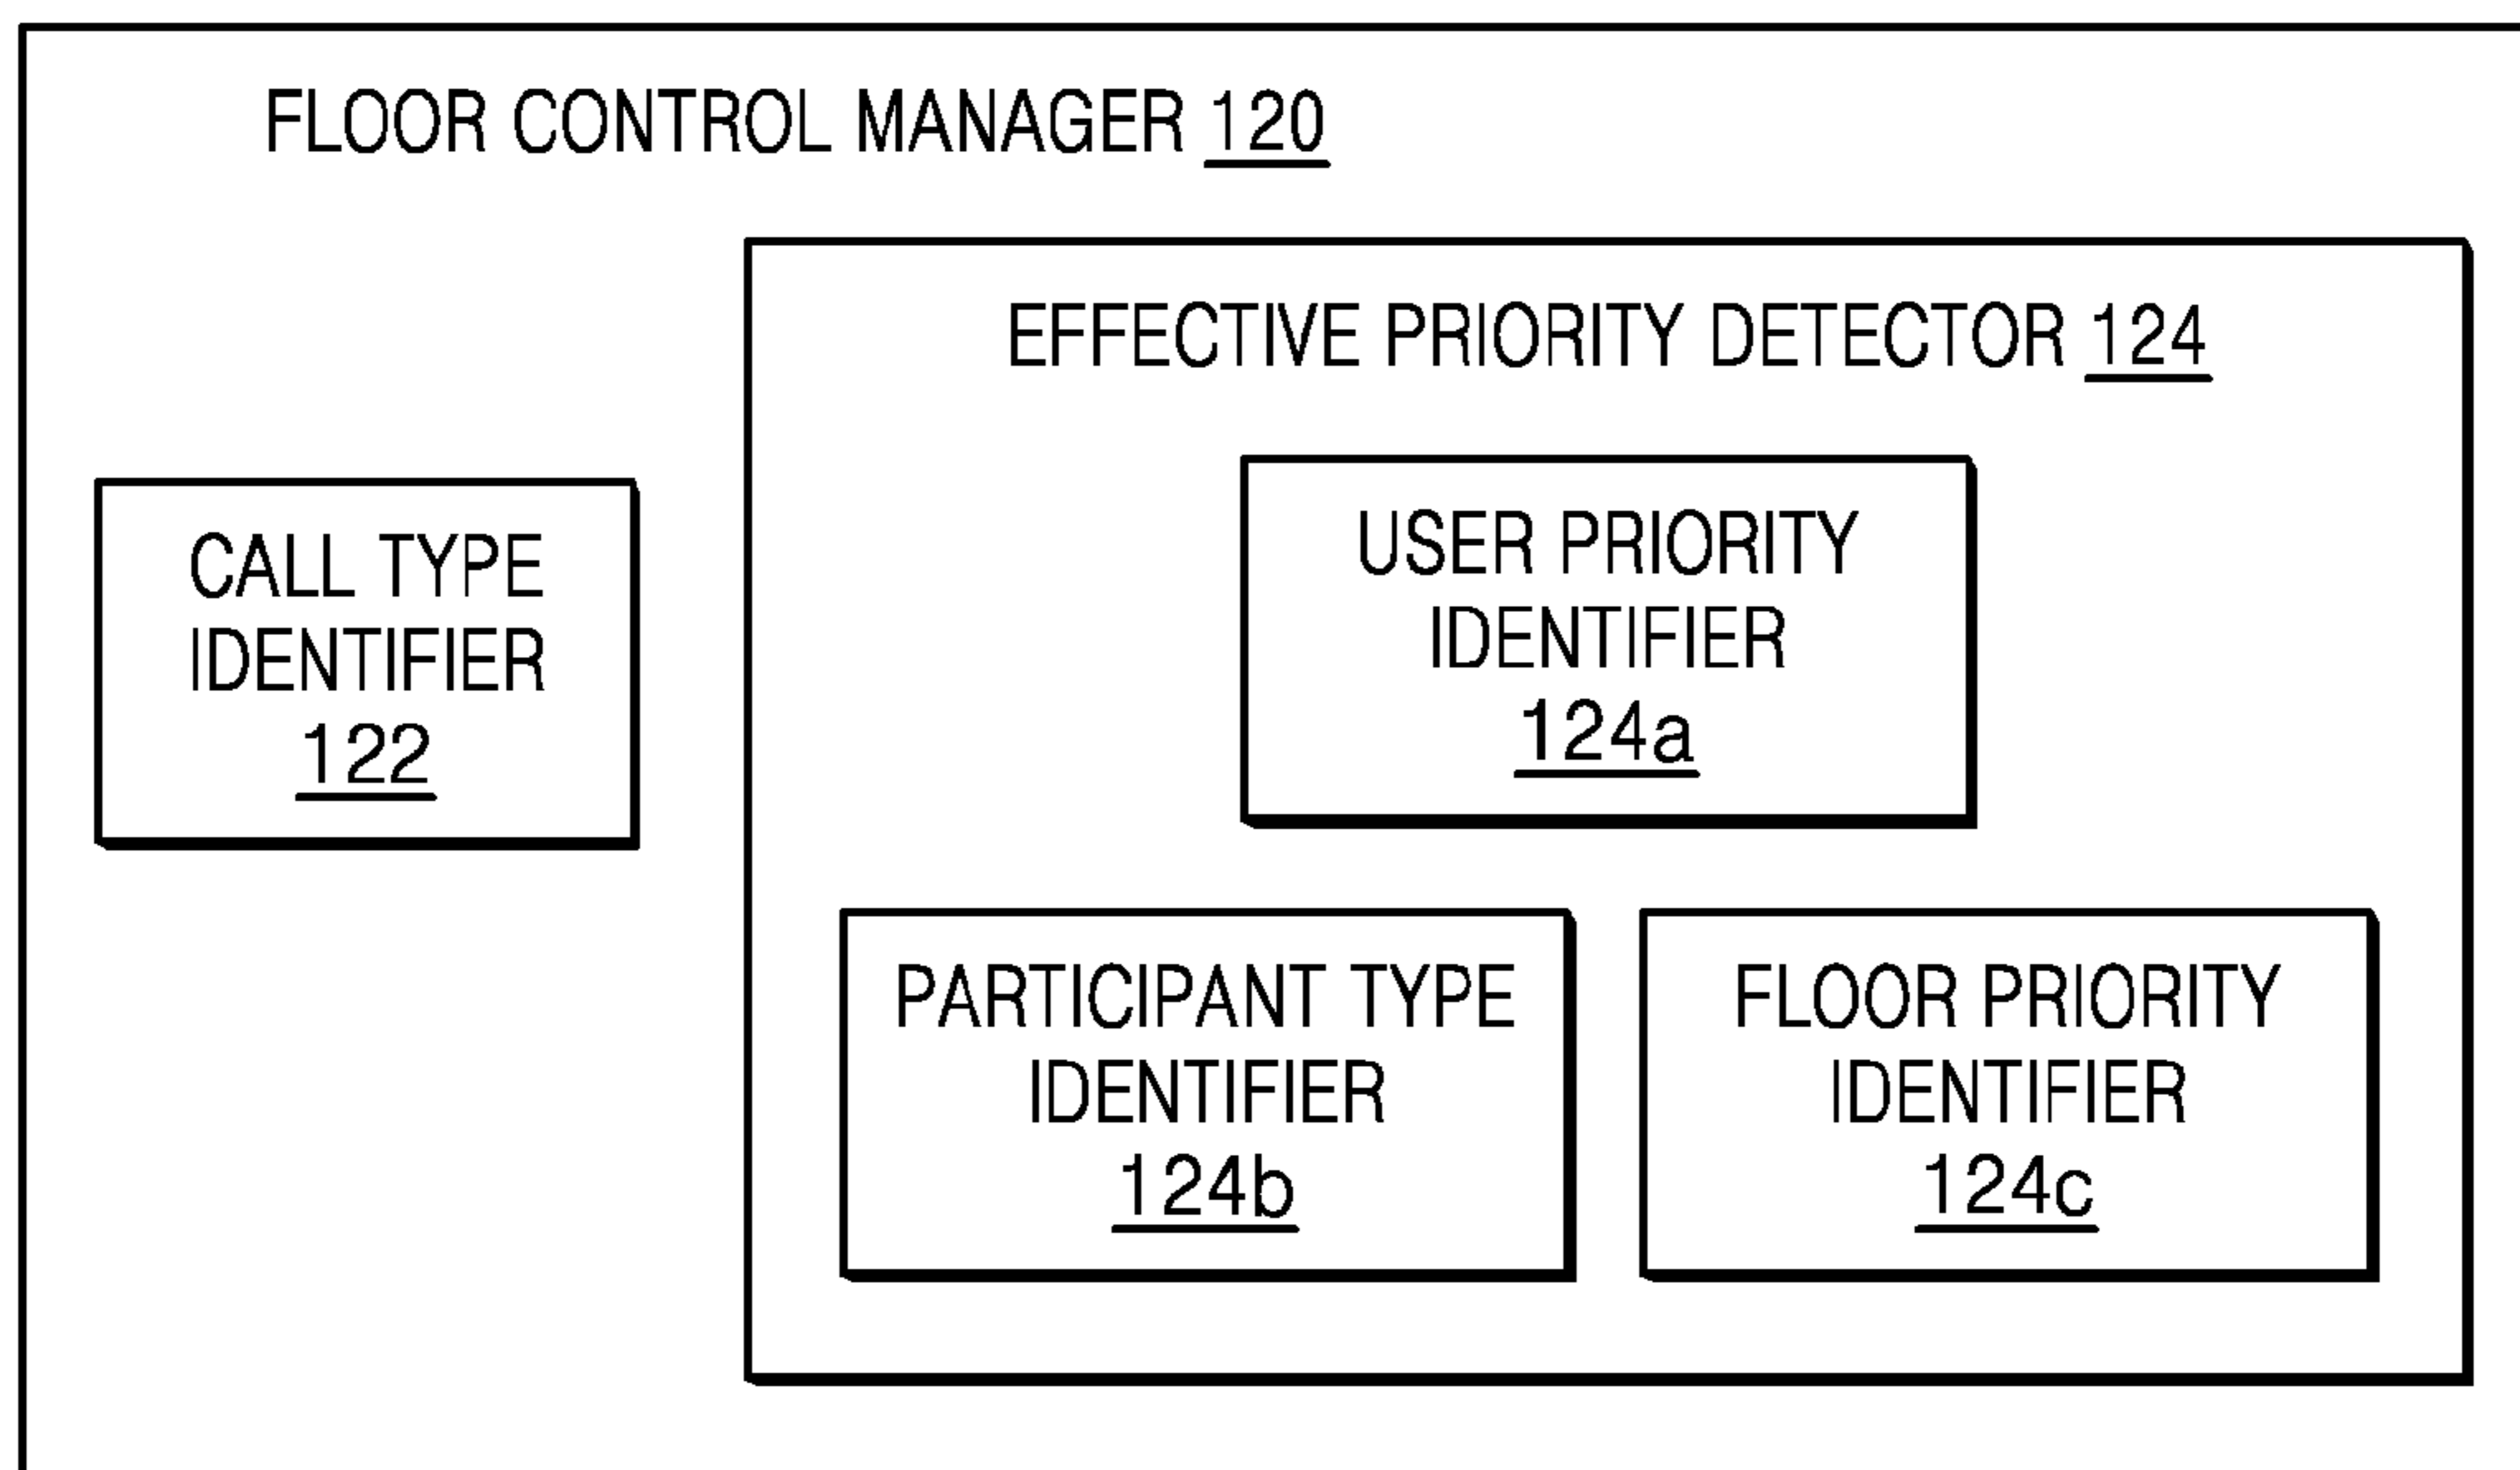 FLOOR CONTROL MANAGER 120
EFFECTIVE PRIORITY DETECTOR 124
CALL TYPE
IDENTIFIER
122
USER PRIORITY
IDENTIFIER
124a
PARTICIPANT TYPE
IDENTIFIER
124b
FLOOR PRIORITY
IDENTIFIER
124c